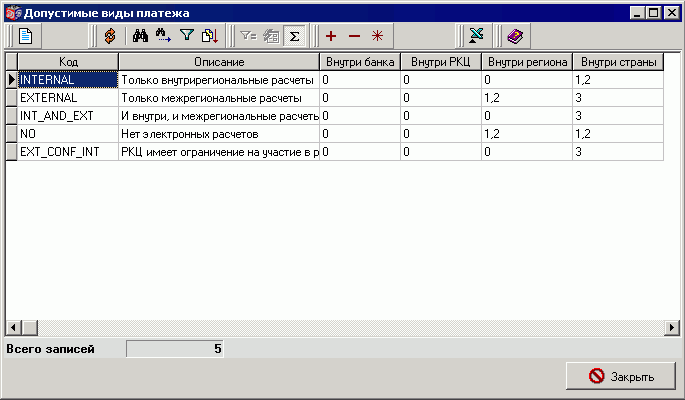 Допустимые виды платежа
Код Описание Внутри банка Внутри РКЦ Внутри региона Внутри страны
INTERNAL Только внутрирегиональные расчеты 0 0 0 1,2
EXTERNAL Только межрегиональные расчеты 0 0 1,2 3
INT_AND_EXT И внутри, и межрегиональные расчеть 0 0 0 3
NO Нет электронных расчетов 0 0 1,2 1,2
EXT_CONF_INT РКЦ имеет ограничение на участие в р 0 0 0 3
Всего записей 5
Закрыть